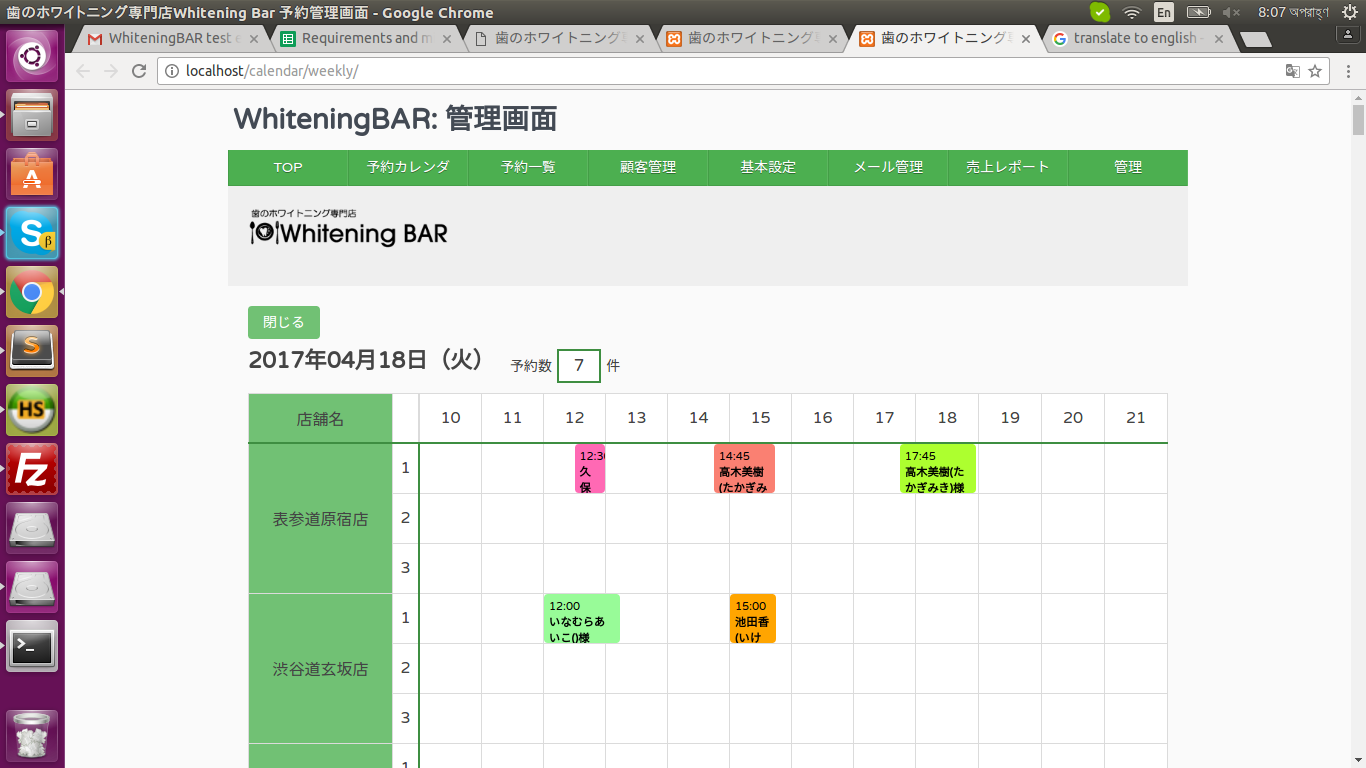 歯のホワイトニング専門店Whitening Bar 予約管理画面 - Google Chrome
En
8:07 অপরাহ্ণ
WhiteningBAR test e
Requirements and m
歯のホワイトニング
歯のホワイトニング
歯のホワイトニング
translate to english -
localhost/calendar/weekly/
WhiteningBAR: 管理画面
TOP 予約カレンダ 予約一覧 顧客管理 基本設定 メール管理 売上レポート 管理
歯のホワイトニング専門店
Whitening BAR
閉じる
2017年04月18日（火） 予約数 7 件
店舗名 10 11 12 13 14 15 16 17 18 19 20 21
表参道原宿店
1
12:30
久
保
14:45
高木美樹
(たかぎみ
17:45
高木美樹(た
かぎみき)様
2
3
渋谷道玄坂店
1
12:00
いなむらあ
いこ()様
15:00
池田香
(いけ
2
3
1